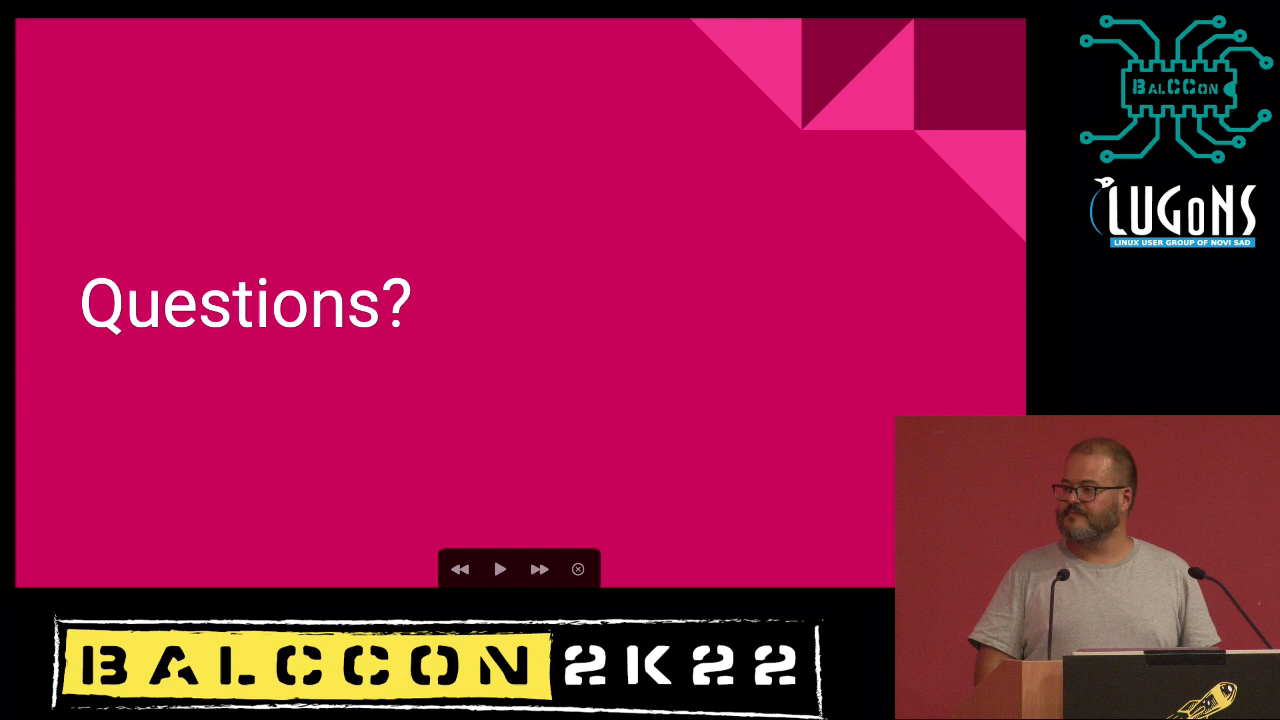 BALCCON
LUGONS
LINUX USER GROUP OF NOVI SAD
Questions?
BALCCON 2K22